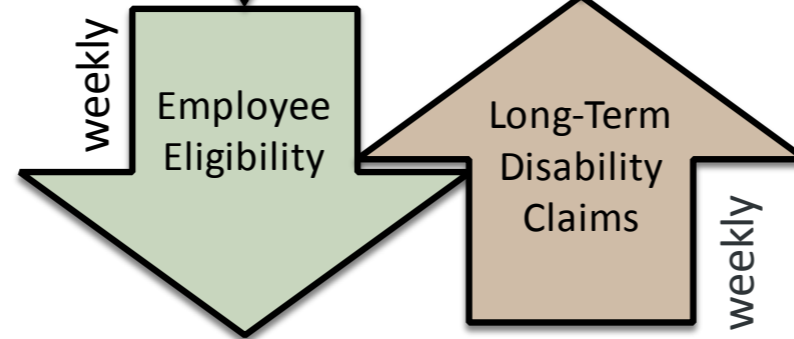 weekly
Employee
Eligibility
Long-Term
Disability
Claims
weekly